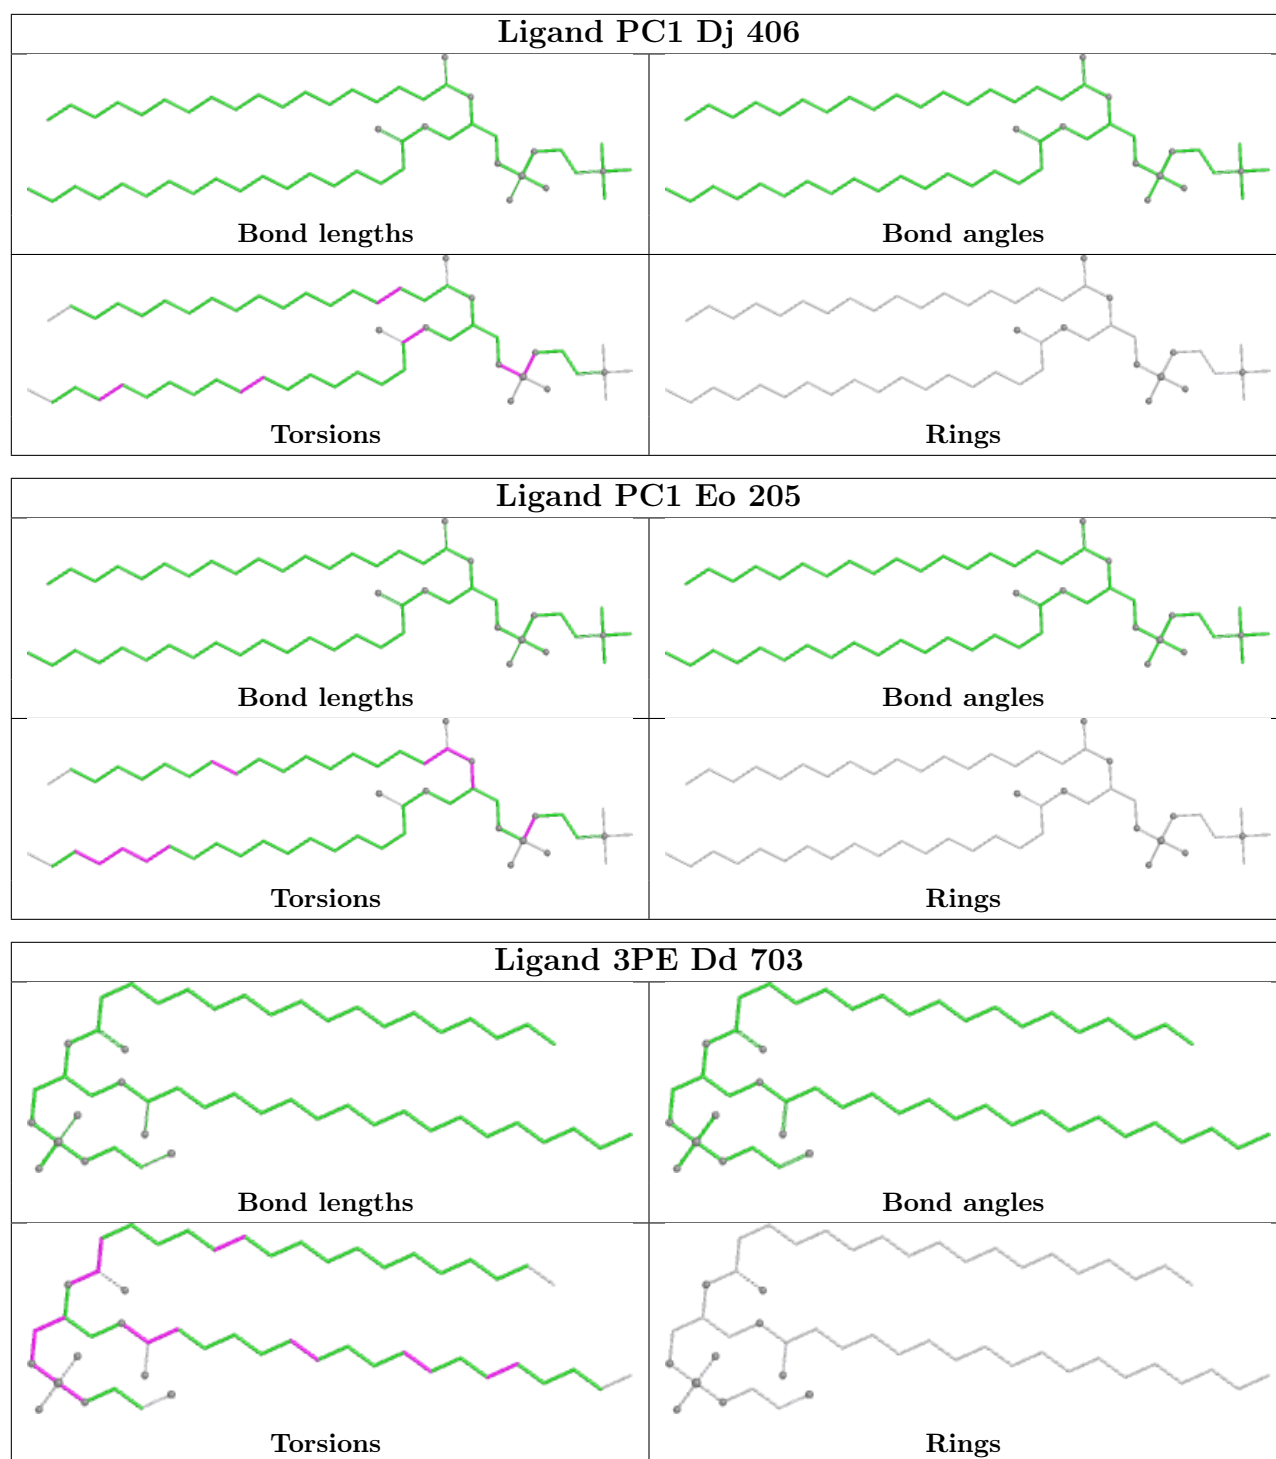 Ligand PC1 Dj 406
Bond lengths
Bond angles
Torsions
Rings
Ligand PC1 Eo 205
Bond lengths
Bond angles
Torsions
Rings
Ligand 3PE Dd 703
Bond lengths
Bond angles
Torsions
Rings